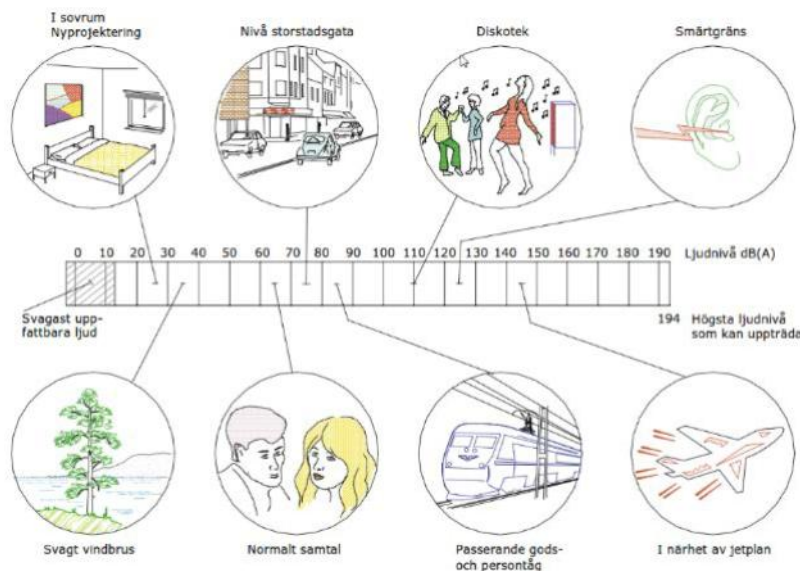 I sovrum
Nyprojektering
Nivå storstadsgata
Diskotek
Smärtgräns
0 10 20 30 40 50 60 70 80 90 100 110 120 130 140 150 160 170 180 190 Ljudnivå dB(A)
Svagast upp-
fattbara ljud
194 Högsta ljudnivå
som kan uppträda
Svagt vindbrus
Normalt samtal
Passerande gods-
och persontåg
I närhet av jetplan